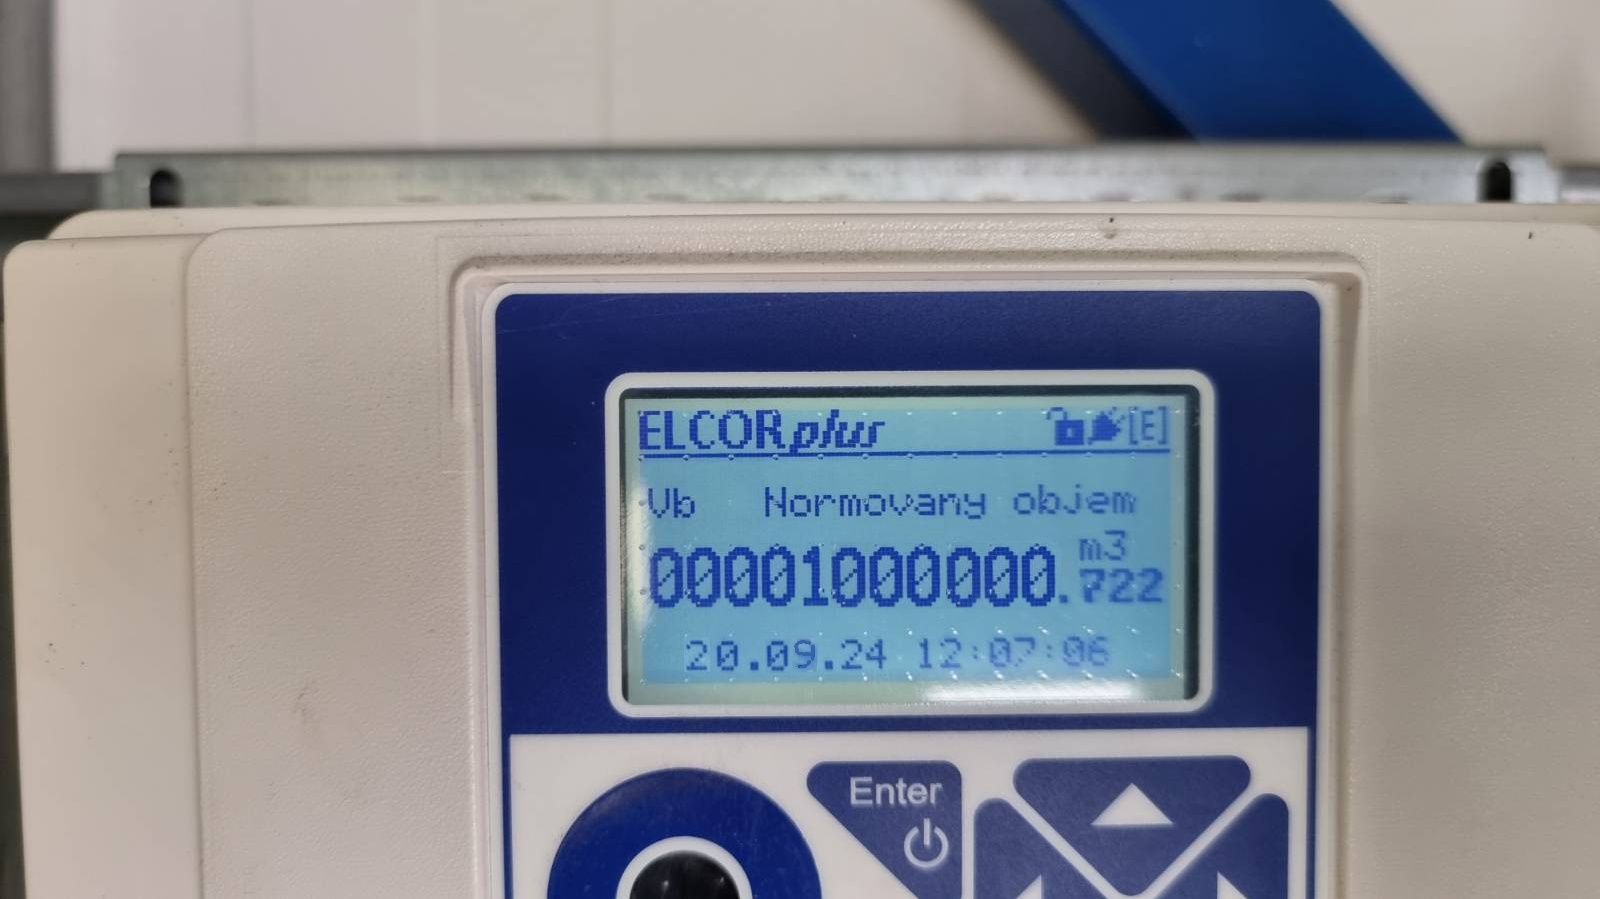 ELCORplus [E]
Vb Normovany objem
m3
00001000000.722
20.09.24 12:07:06
Enter